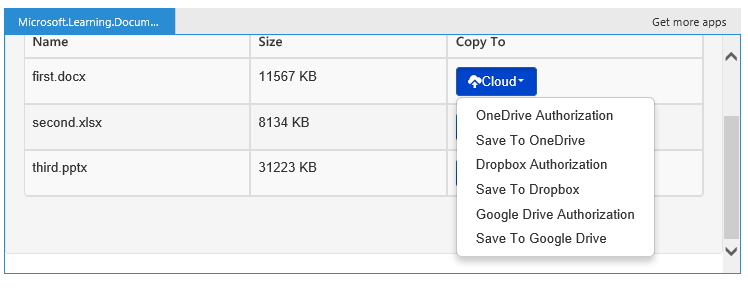 Microsoft.Learning.Docum...
Get more apps
Name Size Copy To
first.docx 11567 KB Cloud
second.xlsx 8134 KB
third.pptx 31223 KB
OneDrive Authorization
Save To OneDrive
Dropbox Authorization
Save To Dropbox
Google Drive Authorization
Save To Google Drive